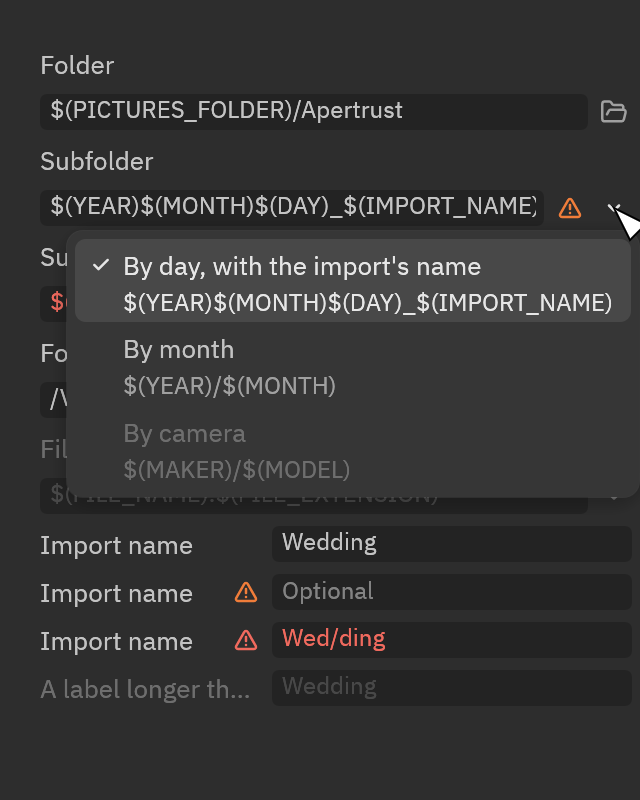 Folder
$(PICTURES_FOLDER)/Apertrust
Subfolder
$(YEAR)$(MONTH)$(DAY)_$(IMPORT_NAME)
By day, with the import's name
$(YEAR)$(MONTH)$(DAY)_$(IMPORT_NAME)
By month
$(YEAR)/$(MONTH)
By camera
$(MAKER)/$(MODEL)
$(FILE_NAME).$(FILE_EXTENSION)
Import name
Wedding
Import name
Optional
Import name
Wed/ding
A label longer th...
Wedding